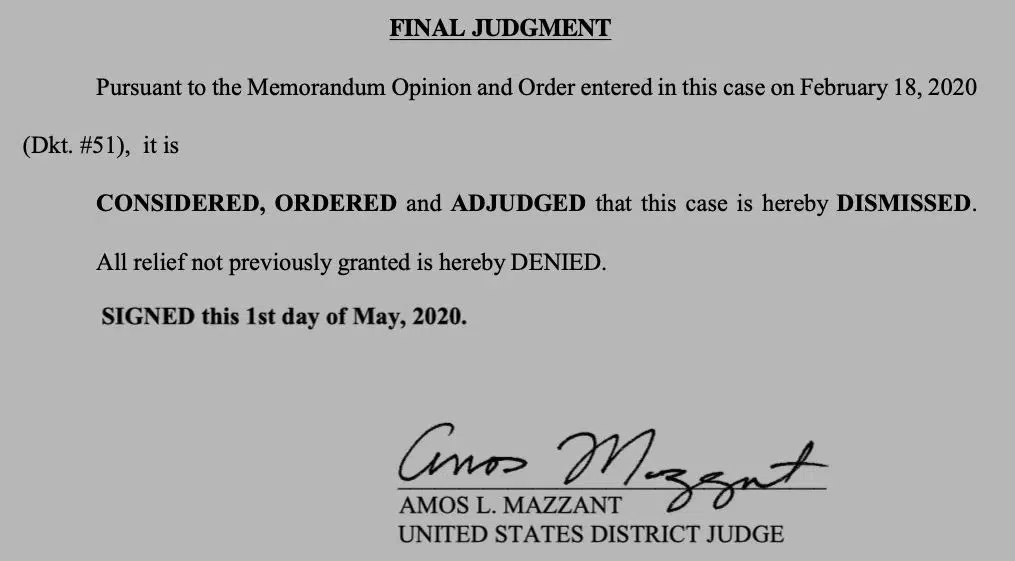 FINAL JUDGMENT
Pursuant to the Memorandum Opinion and Order entered in this case on February 18, 2020
(Dkt. #51), it is
CONSIDERED, ORDERED and ADJUDGED that this case is hereby DISMISSED.
All relief not previously granted is hereby DENIED.
SIGNED this 1st day of May, 2020.
Amos Mazzant
AMOS L. MAZZANT
UNITED STATES DISTRICT JUDGE